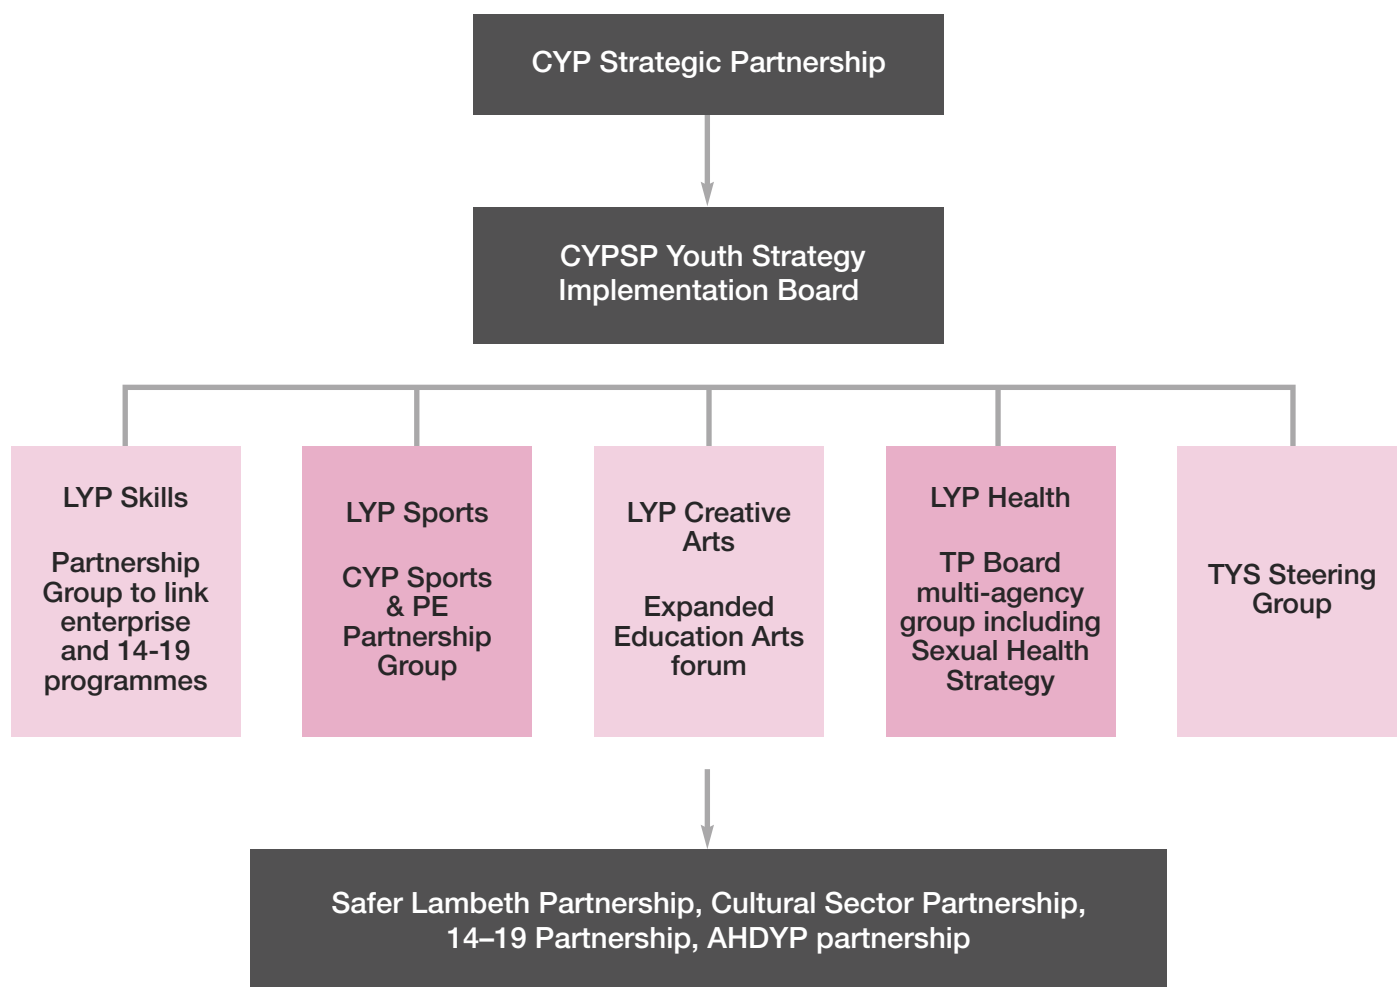 CYP Strategic Partnership
CYPSP Youth Strategy
Implementation Board
LYP Skills
Partnership
Group to link
enterprise
and 14-19
programmes
LYP Sports
CYP Sports
& PE
Partnership
Group
LYP Creative
Arts
Expanded
Education Arts
forum
LYP Health
TP Board
multi-agency
group including
Sexual Health
Strategy
TYS Steering
Group
Safer Lambeth Partnership, Cultural Sector Partnership,
14–19 Partnership, AHDYP partnership